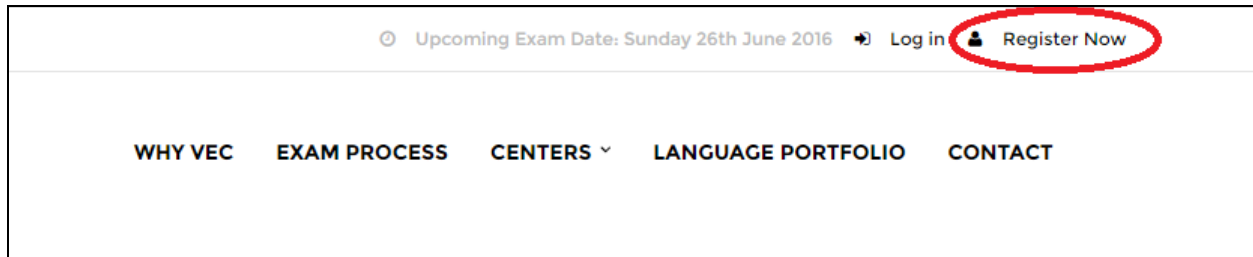 Upcoming Exam Date: Sunday 26th June 2016 Log in Register Now
WHY VEC EXAM PROCESS CENTERS LANGUAGE PORTFOLIO CONTACT